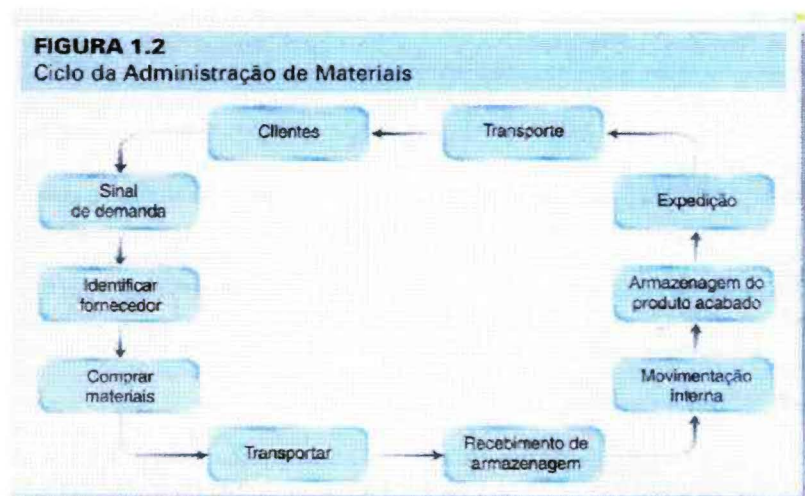 FIGURA 1.2
Ciclo da Administração de Materiais
Clientes
Transporte
Sinal
de demanda
Expedição
Identificar
fornecedor
Armazenagem do
produto acabado
Comprar
materiais
Movimentação
interna
Transportar
Recebimento de
armazenagem